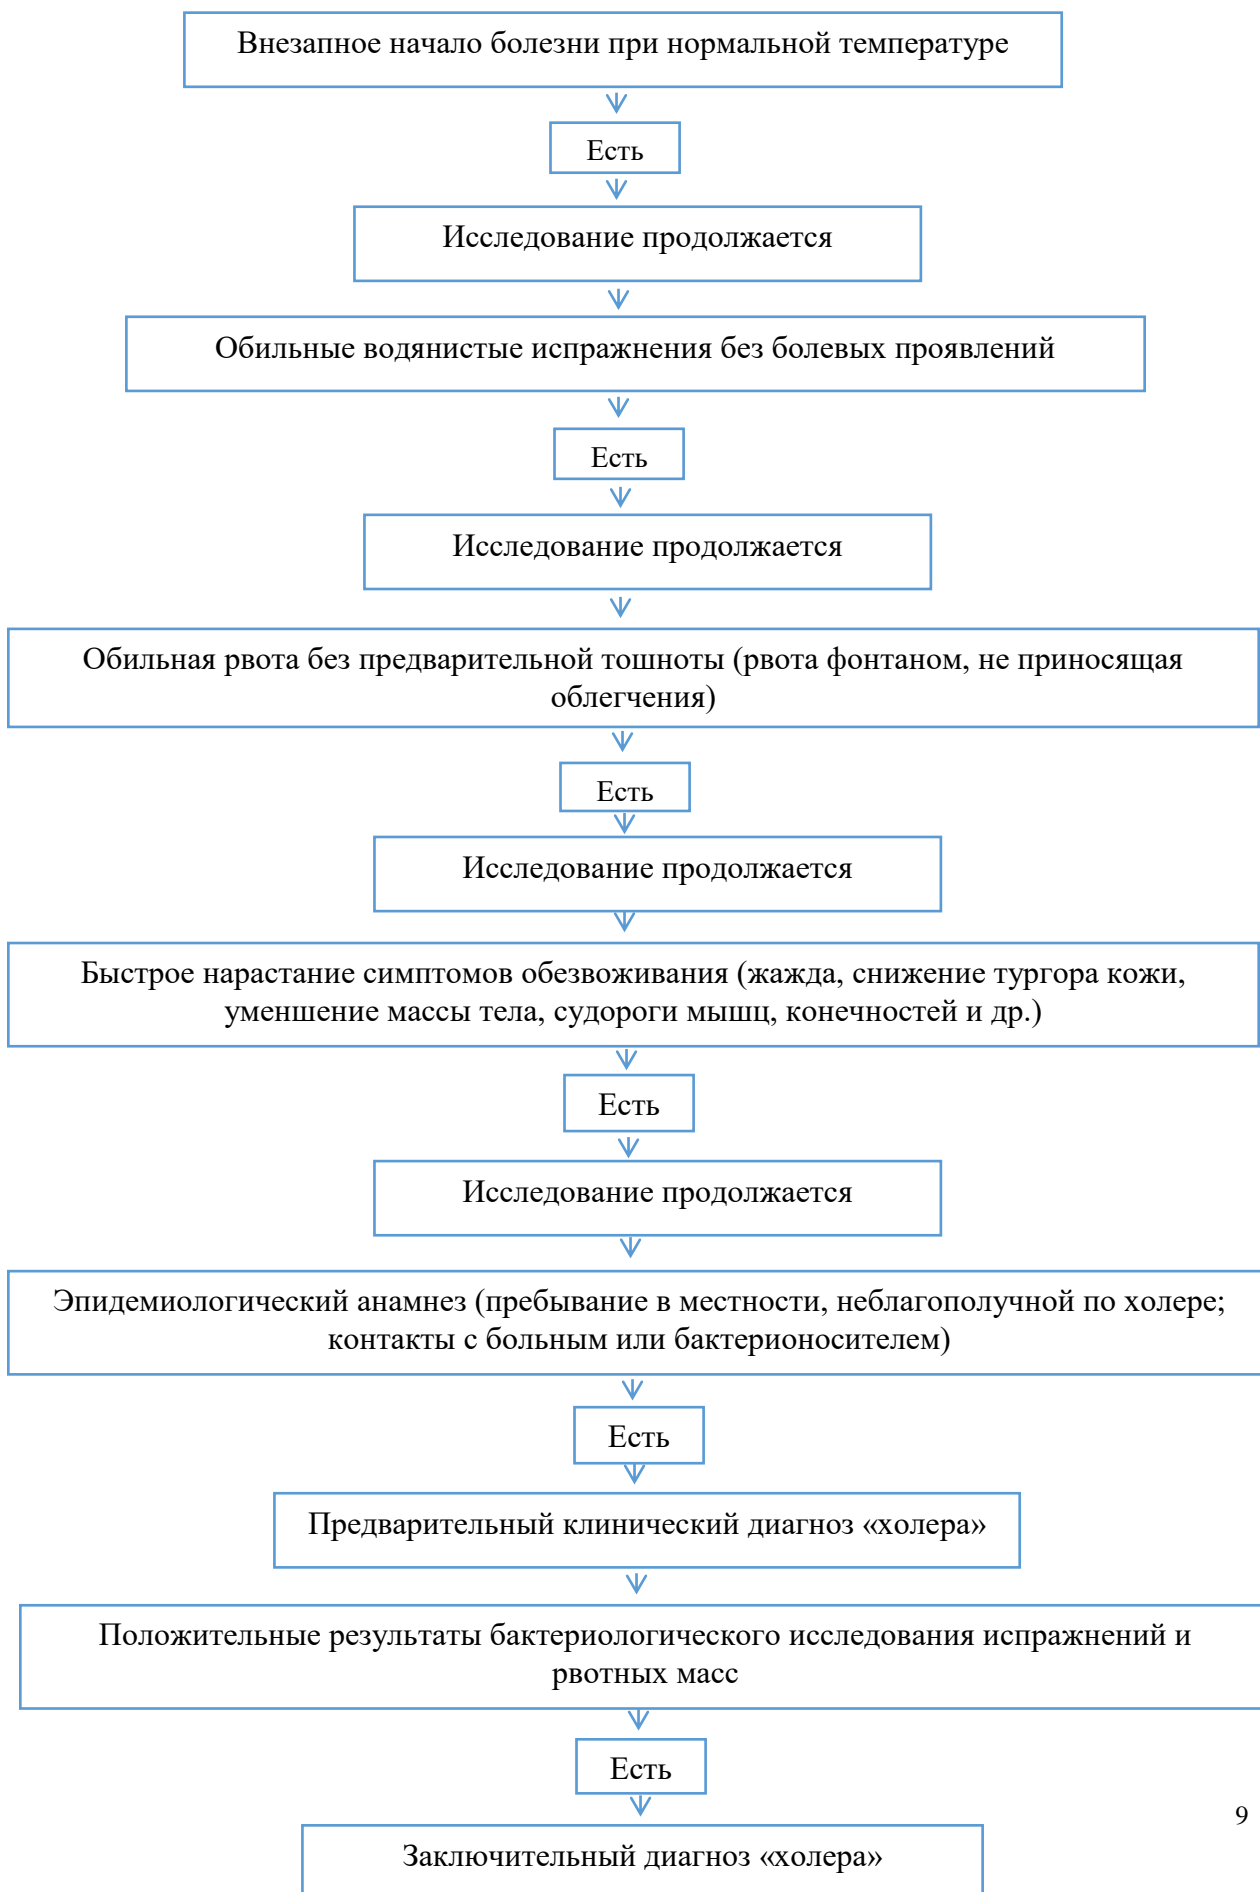 Внезапное начало болезни при нормальной температуре
Есть
Исследование продолжается
Обильные водянистые испражнения без болевых проявлений
Есть
Исследование продолжается
Обильная рвота без предварительной тошноты (рвота фонтаном, не приносящая
облегчения)
Есть
Исследование продолжается
Быстрое нарастание симптомов обезвоживания (жажда, снижение тургора кожи,
уменшение массы тела, судороги мышц, конечностей и др.)
Есть
Исследование продолжается
Эпидемиологический анамнез (пребывание в местности, неблагополучной по холере;
контакты с больным или бактерионосителем)
Есть
Предварительный клинический диагноз «холера»
Положительные результаты бактериологического исследования испражнений и
рвотных масс
Есть
9
Заключительный диагноз «холера»